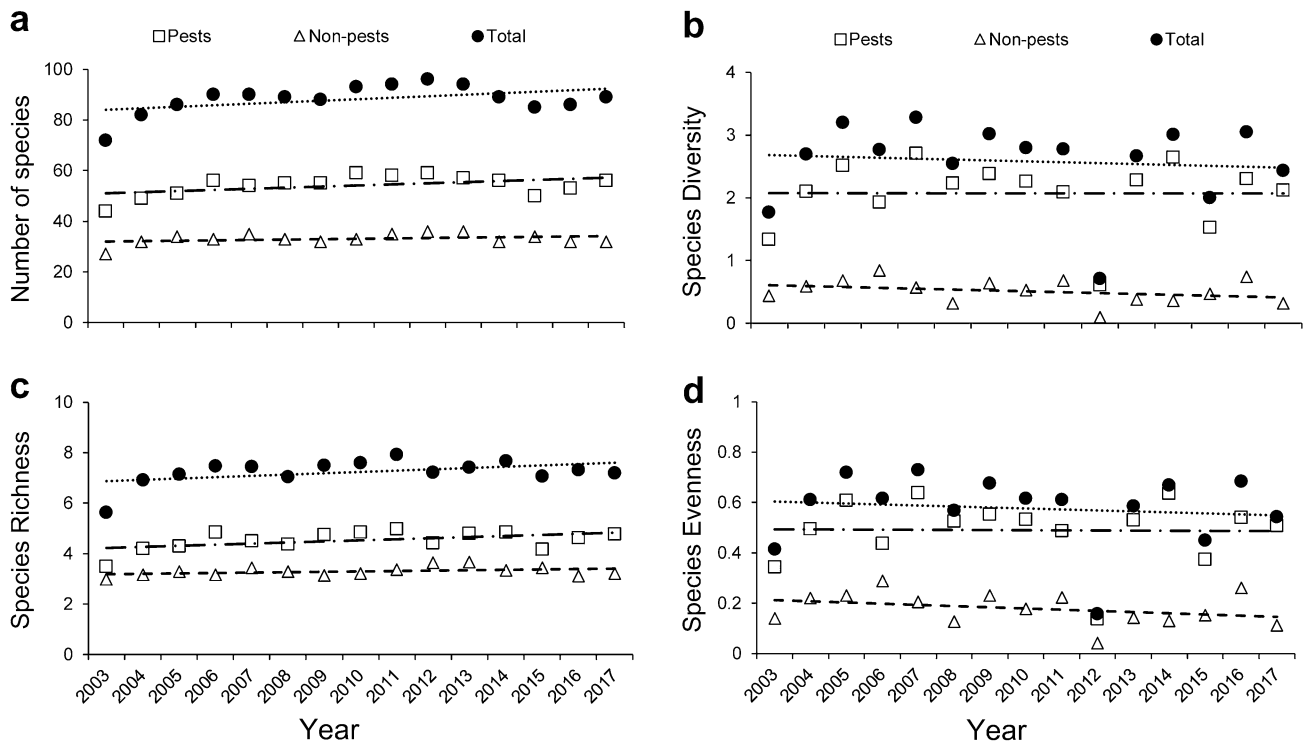 a
Pests Non-pests Total
Number of species
100
80
60
40
20
0
b
Pests Non-pests Total
Species Diversity
4
3
2
1
0
c
Species Richness
10
8
6
4
2
0
2003 2004 2005 2006 2007 2008 2009 2010 2011 2012 2013 2014 2015 2016 2017
Year
d
Species Evenness
1
0.8
0.6
0.4
0.2
0
2003 2004 2005 2006 2007 2008 2009 2010 2011 2012 2013 2014 2015 2016 2017
Year